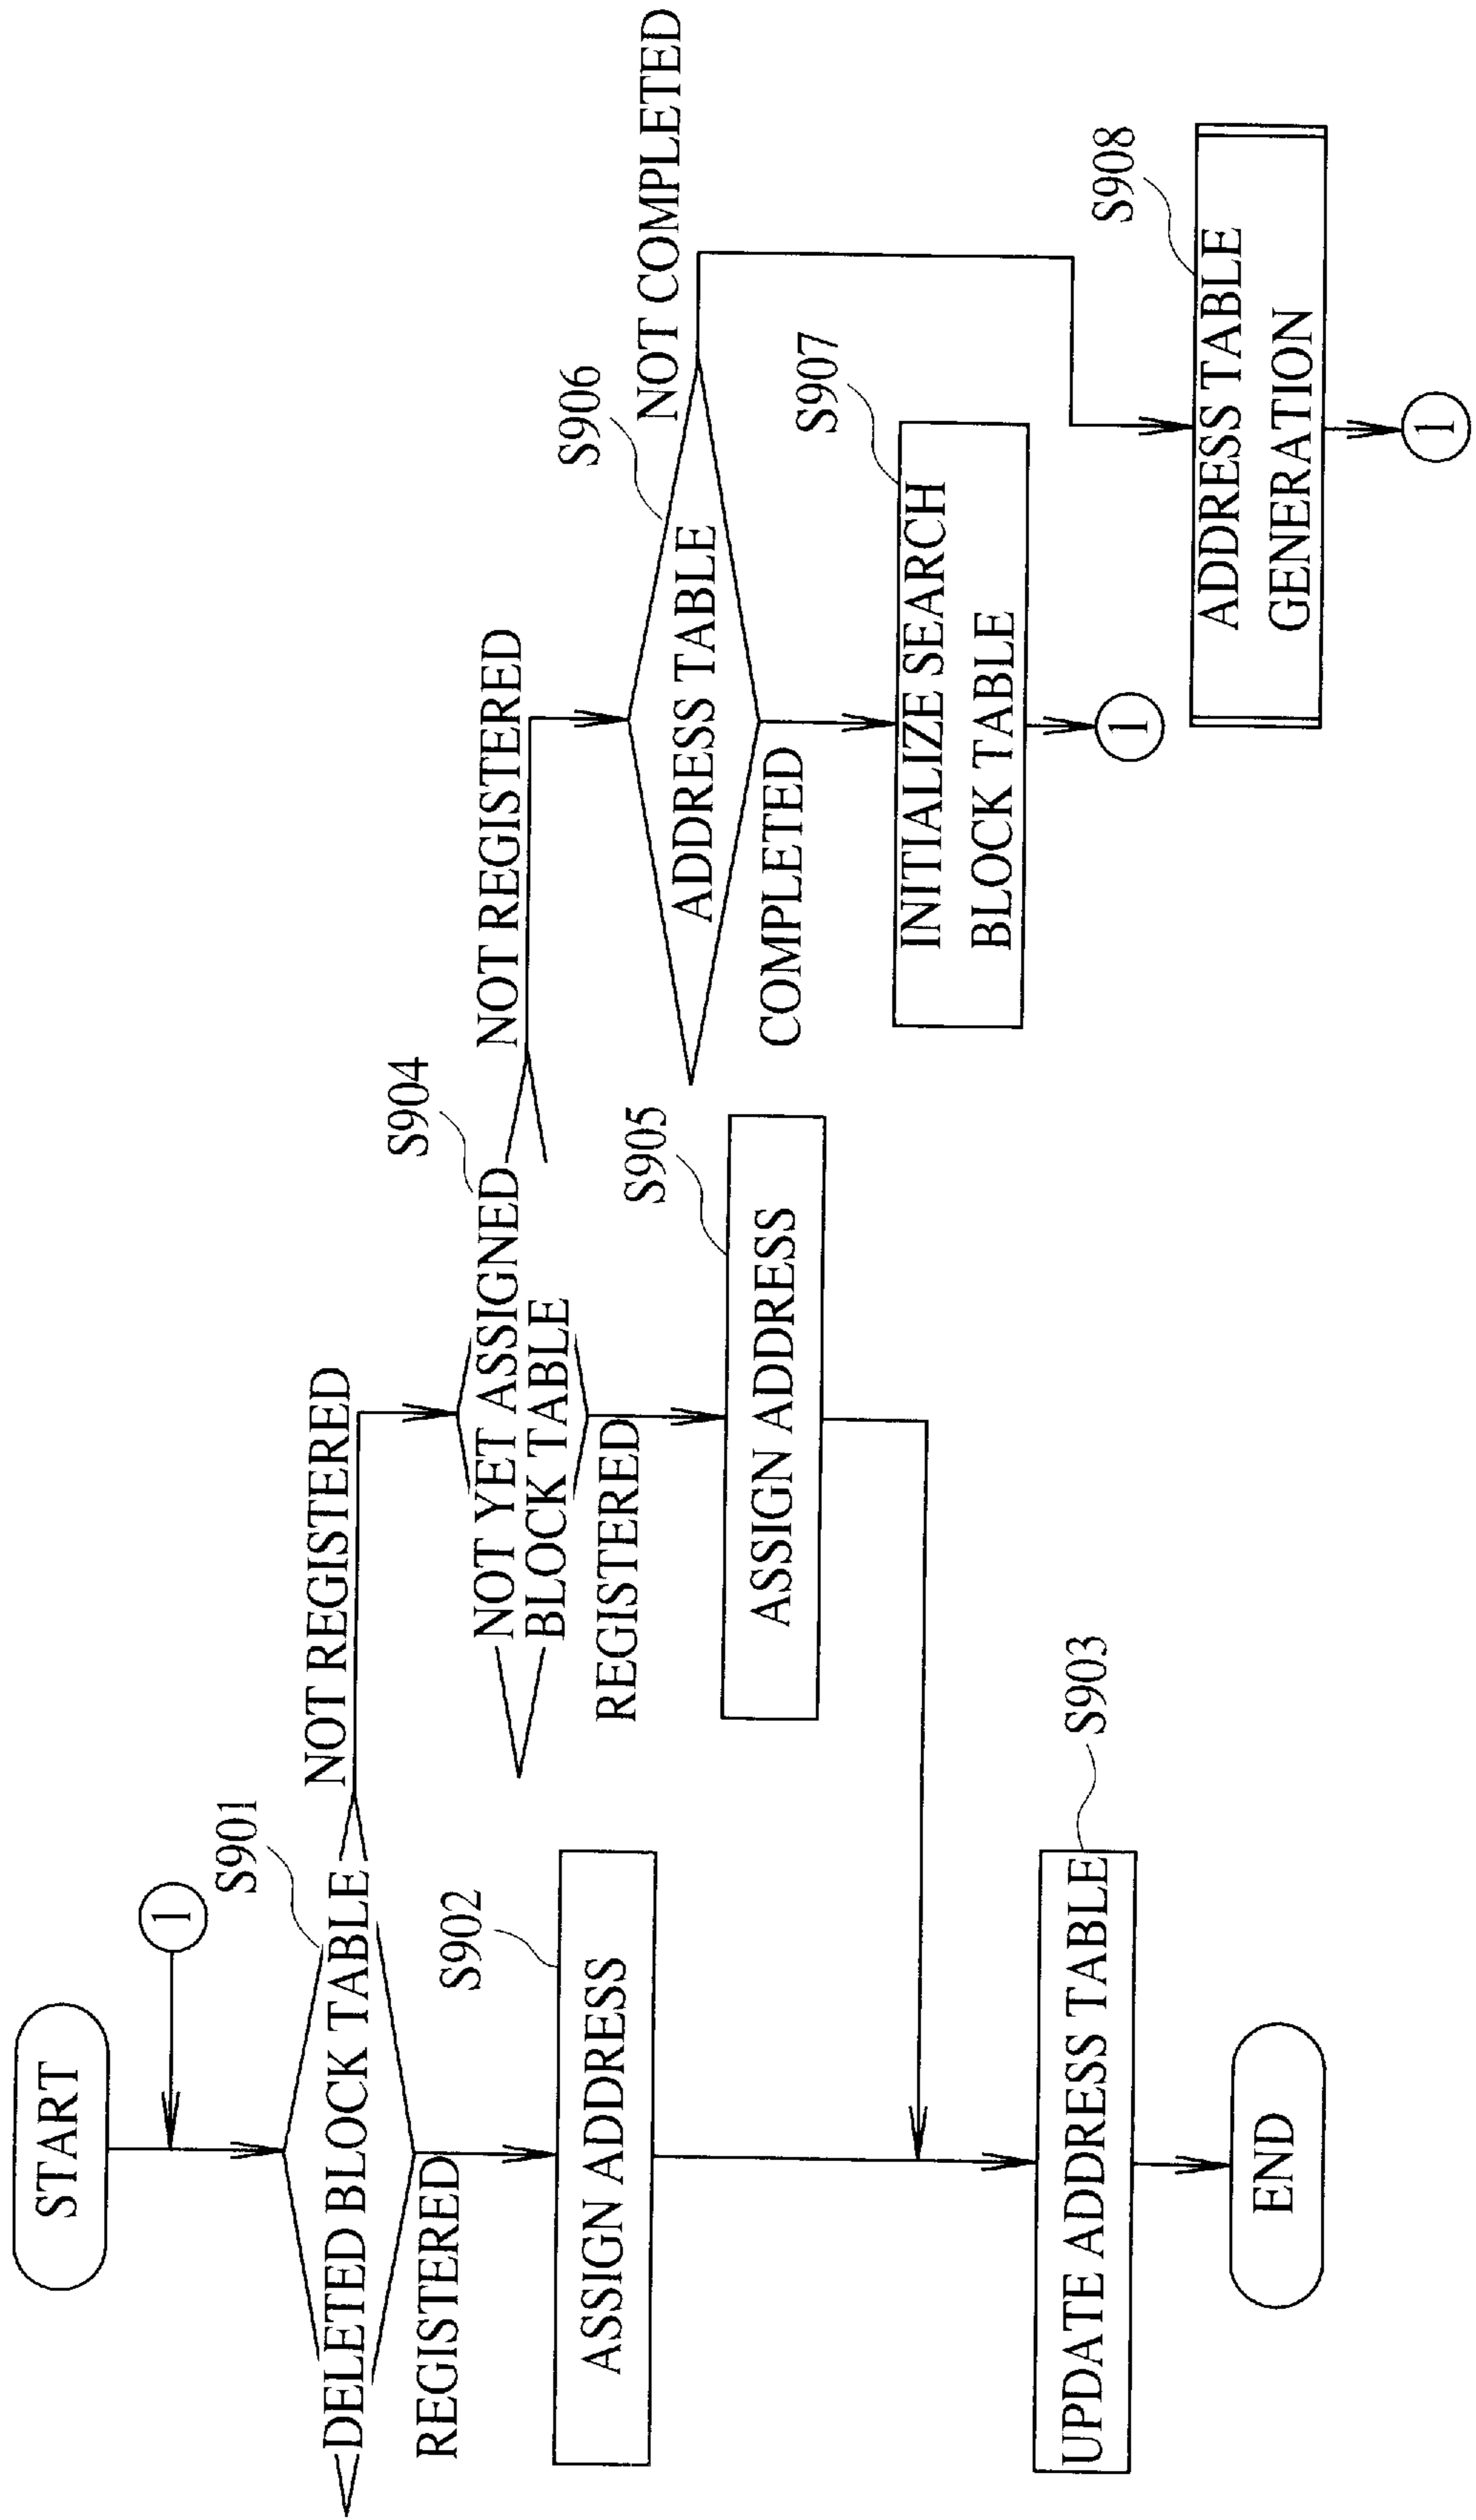 START
1
S901
DELETED BLOCK TABLE
NOT REGISTERED
REGISTERED
S902
ASSIGN ADDRESS
S904
NOT YET ASSIGNED
BLOCK TABLE
NOT REGISTERED
REGISTERED
S905
ASSIGN ADDRESS
S903
UPDATE ADDRESS TABLE
END
S906
ADDRESS TABLE
NOT COMPLETED
COMPLETED
S907
INITIALIZE SEARCH
BLOCK TABLE
1
S908
ADDRESS TABLE
GENERATION
1